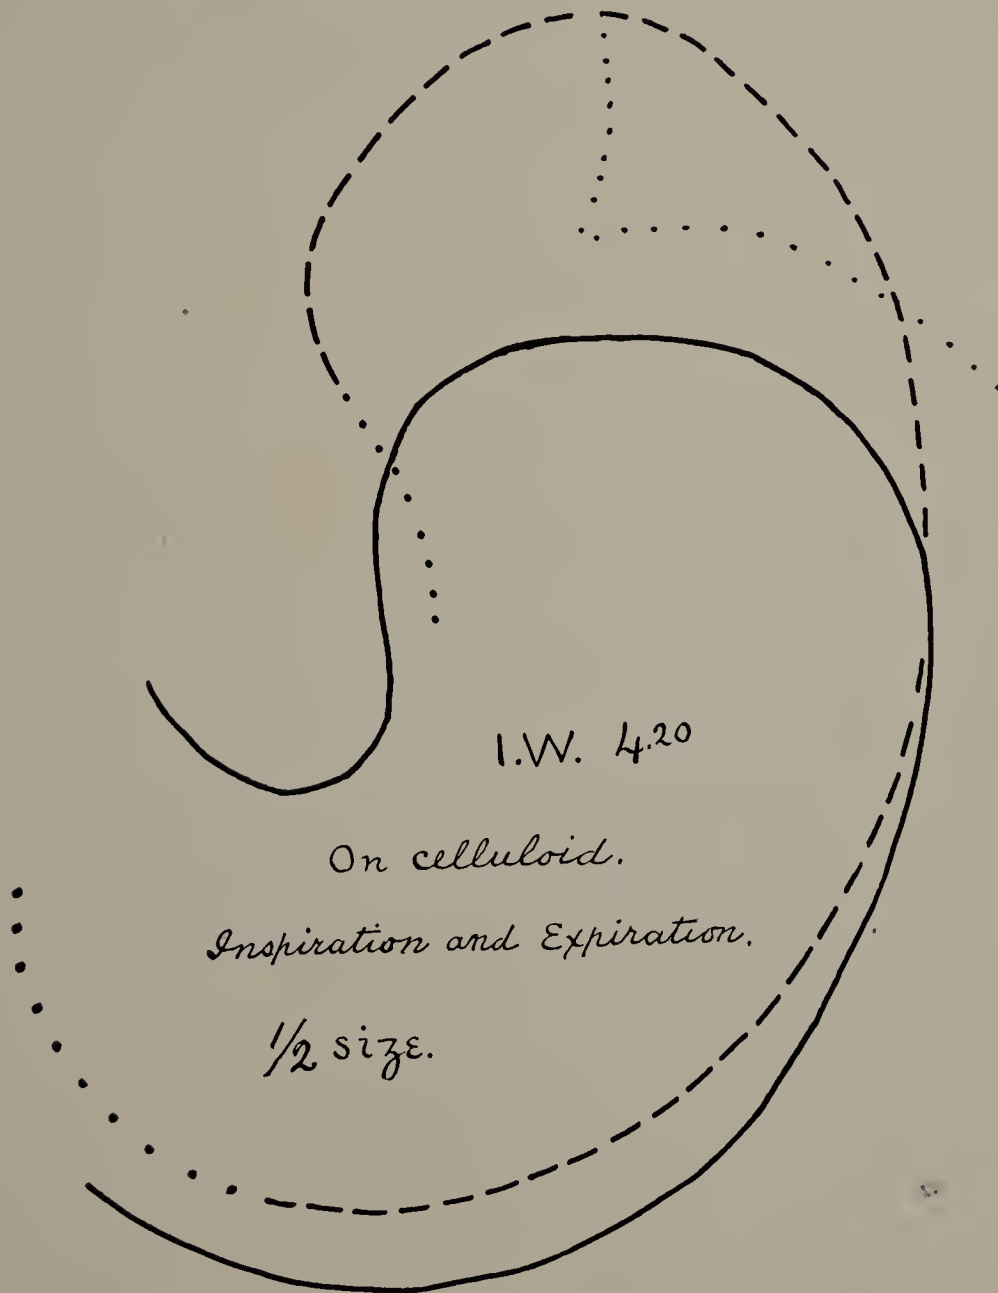 I.W. 4.20
On celluloid.
Inspiration and Expiration.
1/2 size.